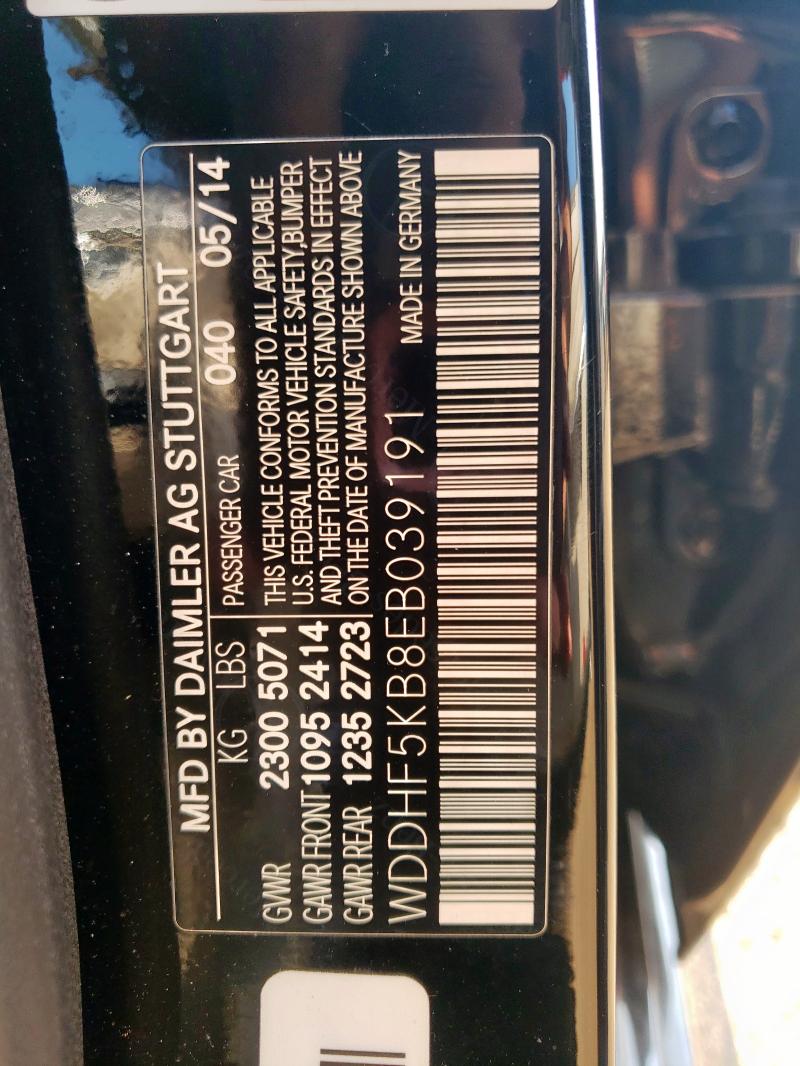 MFD BY DAIMLER AG STUTTGART
KG LBS PASSENGER CAR 040 05/14
GVWR 2300 5071 THIS VEHICLE CONFORMS TO ALL APPLICABLE
GAWR FRONT 1095 2414 U.S. FEDERAL MOTOR VEHICLE SAFETY,BUMPER
GAWR REAR 1235 2723 AND THEFT PREVENTION STANDARDS IN EFFECT
ON THE DATE OF MANUFACTURE SHOWN ABOVE
WDDHF5KB8EB039191 MADE IN GERMANY